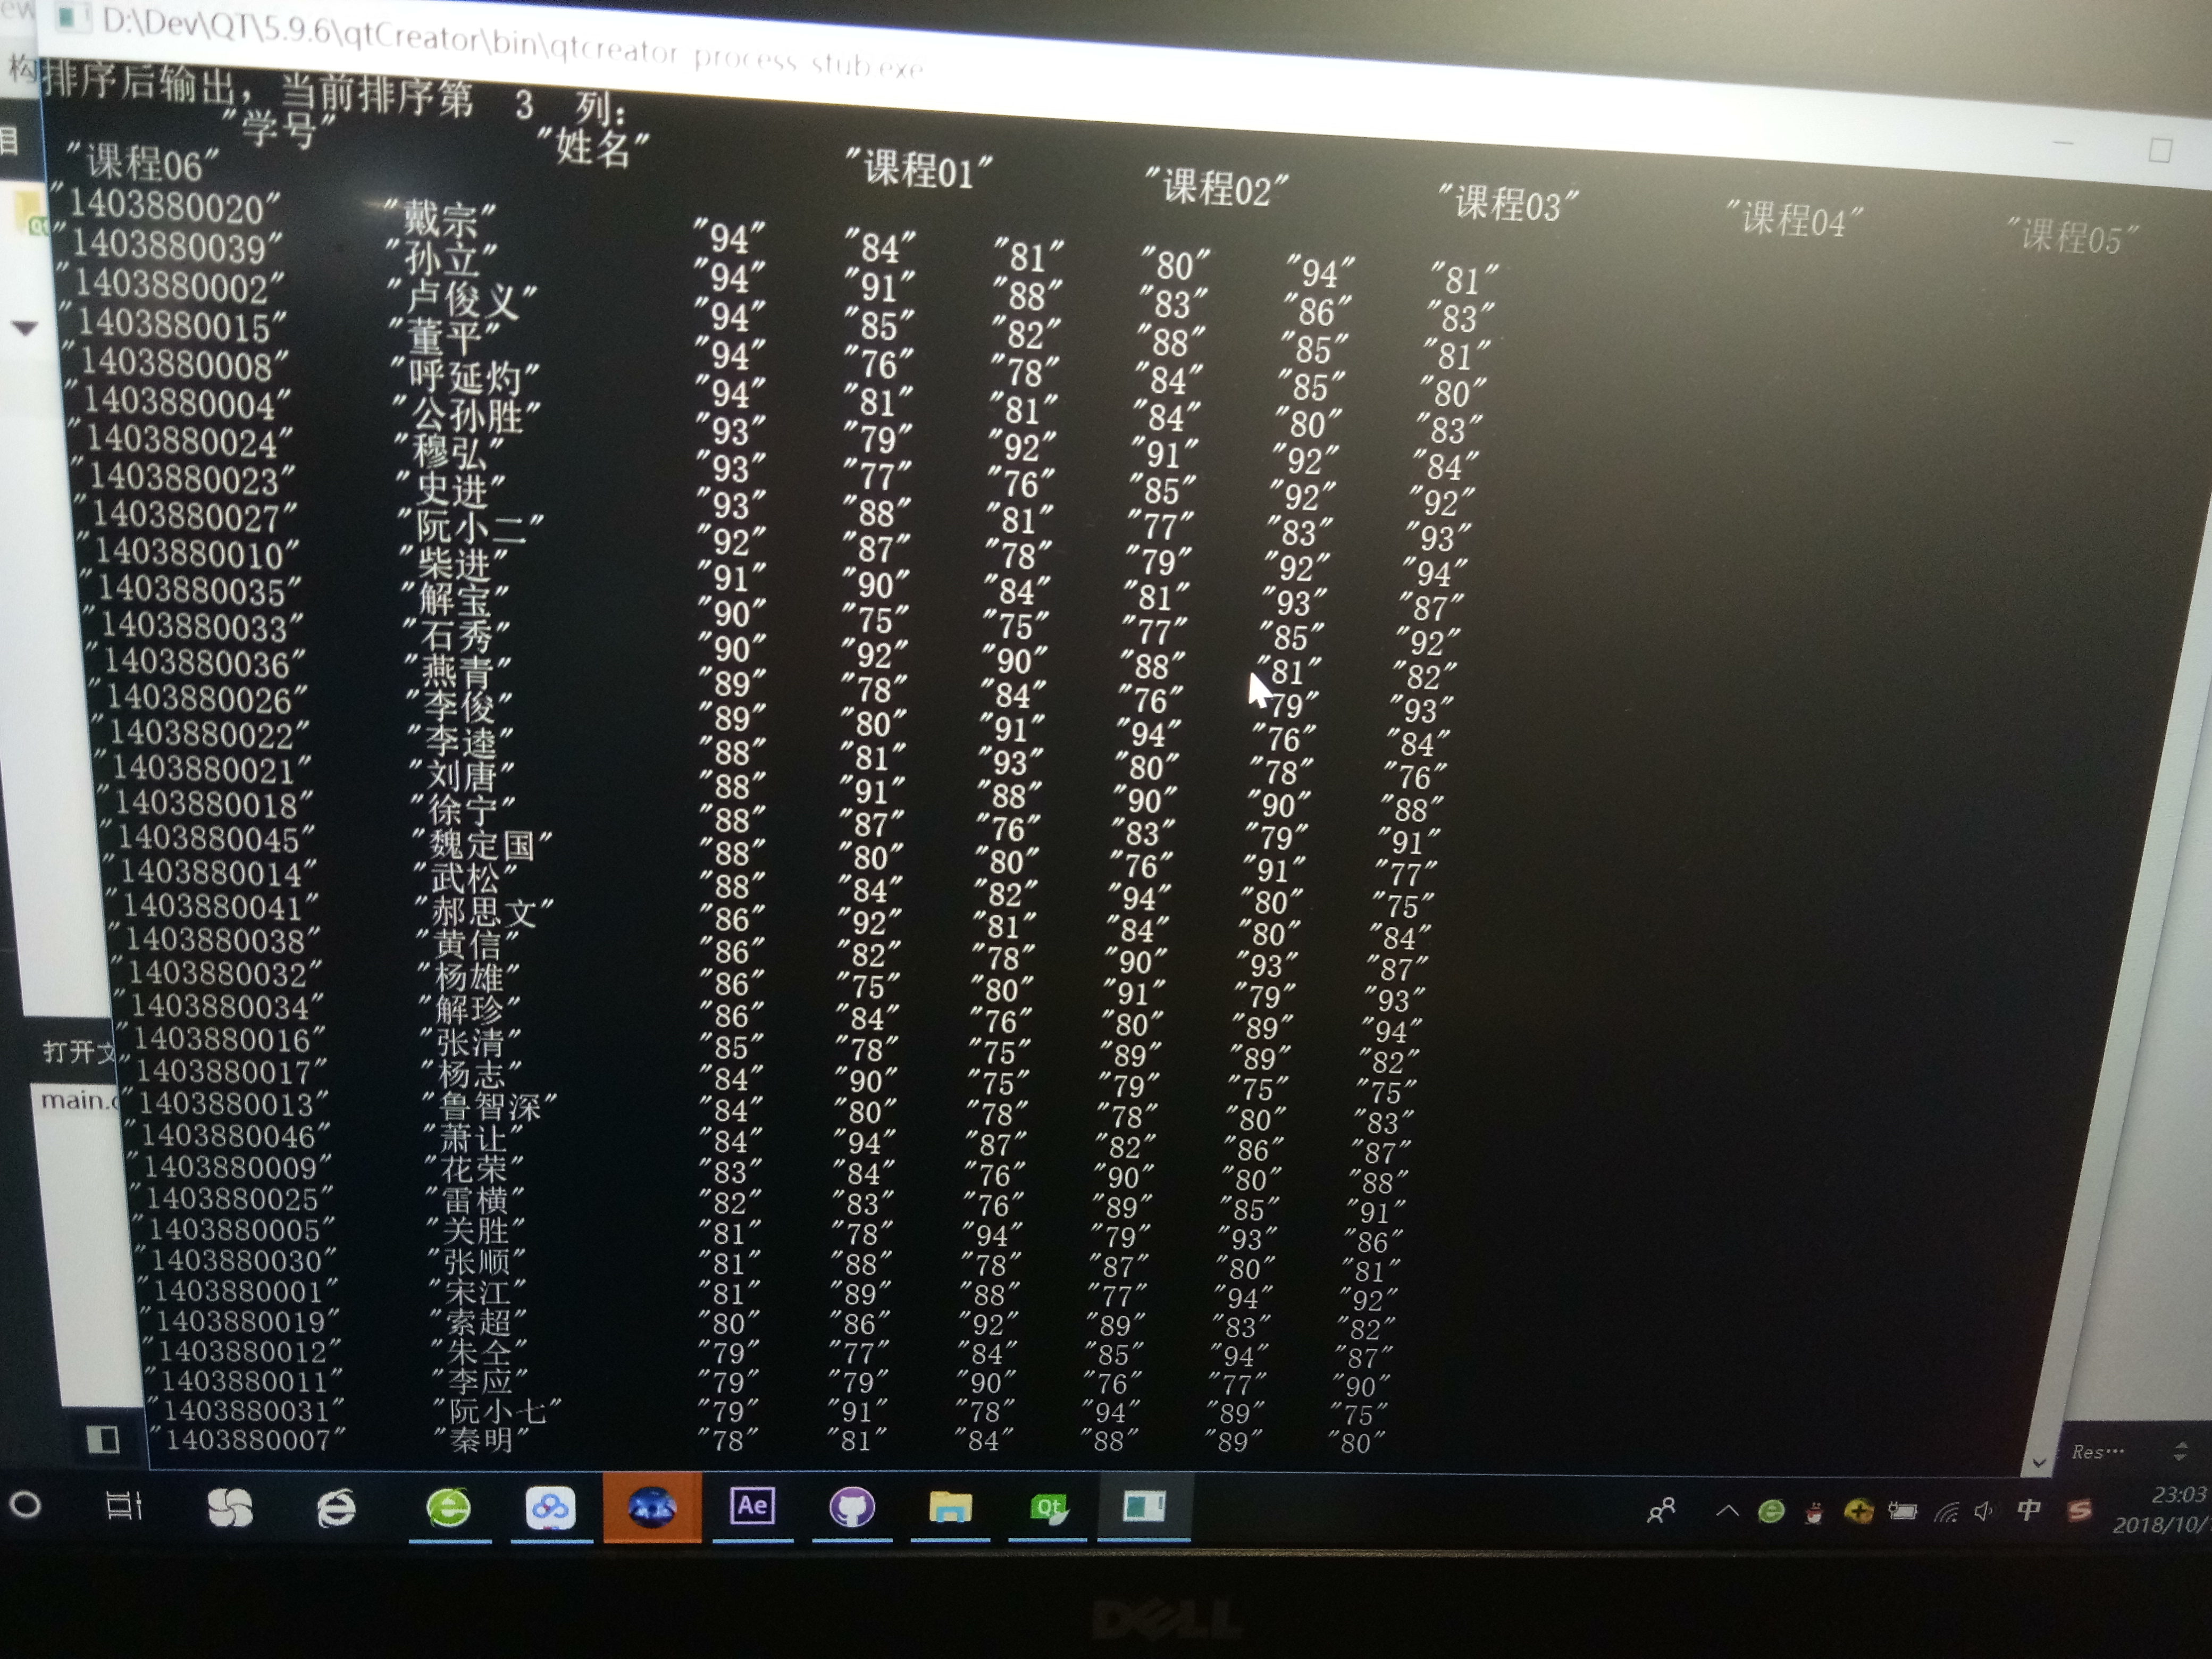 D:\Dev\QT\5.9.6\qtCreator\bin\qtcreator_process_stub.exe
排序后输出，当前排序第 3 列：
"学号" "姓名" "课程01" "课程02" "课程03" "课程04" "课程05"
"课程06"
"1403880020" "戴宗" "94" "84" "81" "80" "94" "81"
"1403880039" "孙立" "94" "91" "88" "83" "86" "83"
"1403880002" "卢俊义" "94" "85" "82" "88" "85" "81"
"1403880015" "董平" "94" "76" "78" "84" "85" "80"
"1403880008" "呼延灼" "94" "81" "81" "84" "80" "83"
"1403880004" "公孙胜" "93" "79" "92" "91" "92" "84"
"1403880024" "穆弘" "93" "77" "76" "85" "92" "92"
"1403880023" "史进" "93" "88" "81" "77" "83" "93"
"1403880027" "阮小二" "92" "87" "78" "79" "92" "94"
"1403880010" "柴进" "91" "90" "84" "81" "93" "87"
"1403880035" "解宝" "90" "75" "75" "77" "85" "92"
"1403880033" "石秀" "90" "92" "90" "88" "81" "82"
"1403880036" "燕青" "89" "78" "84" "76" "79" "93"
"1403880026" "李俊" "89" "80" "91" "94" "76" "84"
"1403880022" "李逵" "88" "81" "93" "80" "78" "76"
"1403880021" "刘唐" "88" "91" "88" "90" "90" "88"
"1403880018" "徐宁" "88" "87" "76" "83" "79" "91"
"1403880045" "魏定国" "88" "80" "80" "76" "91" "77"
"1403880014" "武松" "88" "84" "82" "94" "80" "75"
"1403880041" "郝思文" "86" "92" "81" "84" "80" "84"
"1403880038" "黄信" "86" "82" "78" "90" "93" "87"
"1403880032" "杨雄" "86" "75" "80" "91" "79" "93"
"1403880034" "解珍" "86" "84" "76" "80" "89" "94"
"1403880016" "张清" "85" "78" "75" "89" "89" "82"
"1403880017" "杨志" "84" "90" "75" "79" "75" "75"
"1403880013" "鲁智深" "84" "80" "78" "78" "80" "83"
"1403880046" "萧让" "84" "94" "87" "82" "86" "87"
"1403880009" "花荣" "83" "84" "76" "90" "80" "88"
"1403880025" "雷横" "82" "83" "76" "89" "85" "91"
"1403880005" "关胜" "81" "78" "94" "79" "93" "86"
"1403880030" "张顺" "81" "88" "78" "87" "80" "81"
"1403880001" "宋江" "81" "89" "88" "77" "94" "92"
"1403880019" "索超" "80" "86" "92" "89" "83" "82"
"1403880012" "朱仝" "79" "77" "84" "85" "94" "87"
"1403880011" "李应" "79" "79" "90" "76" "77" "90"
"1403880031" "阮小七" "79" "91" "78" "94" "89" "75"
"1403880007" "秦明" "78" "81" "84" "88" "89" "80"
构
目
打开文
main.c
Res…
Ae
Qt
中
23:03
2018/10/
DELL